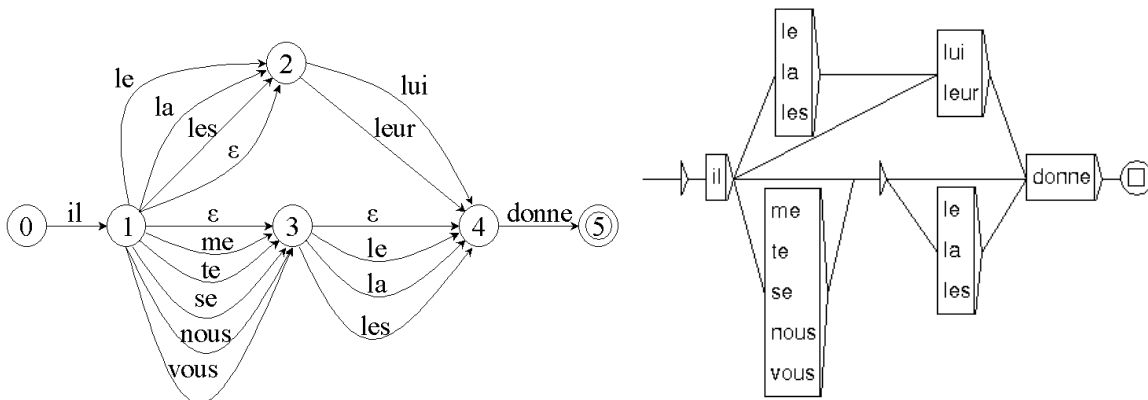 2
le
la
les
ε
lui
leur
0
il
1
ε
me
te
se
nous
vous
3
ε
le
la
les
4
donne
5
il
le
la
les
lui
leur
me
te
se
nous
vous
le
la
les
donne